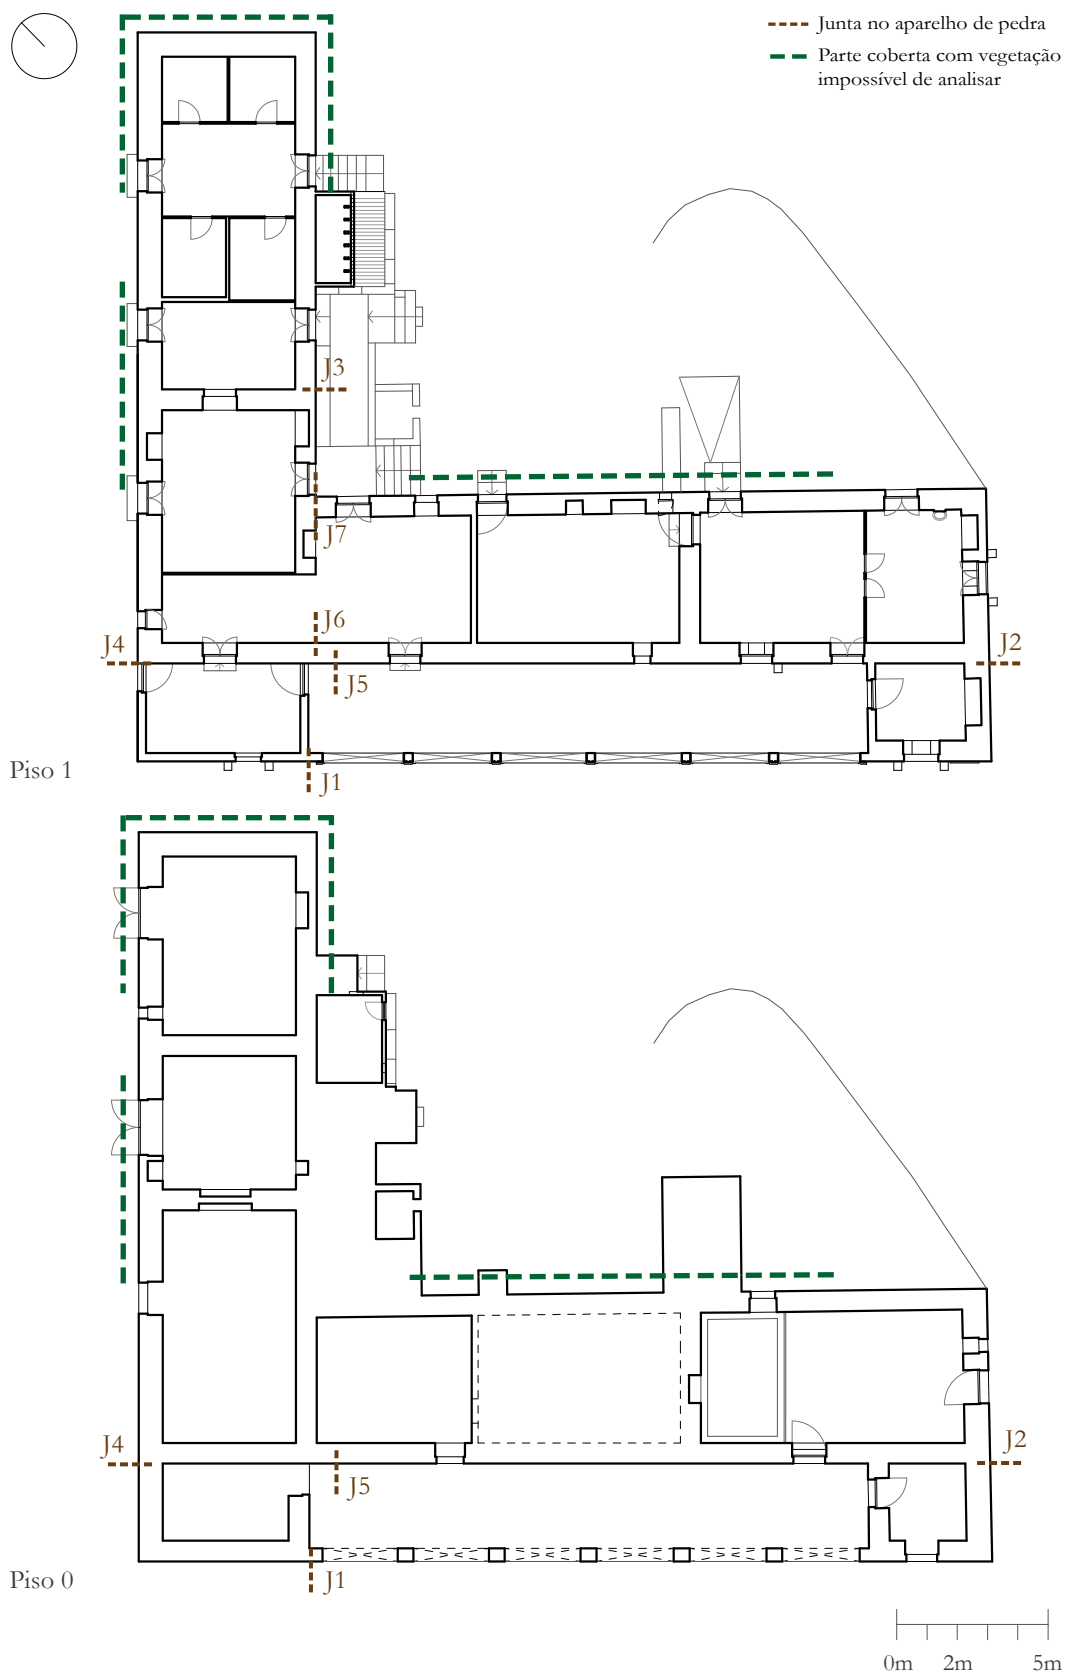 Junta no aparelho de pedra
Parte coberta com vegetação
impossível de analisar
J3
J7
J6
J4
J2
J5
Piso 1
J1
J4
J2
J5
Piso 0
J1
0m 2m 5m